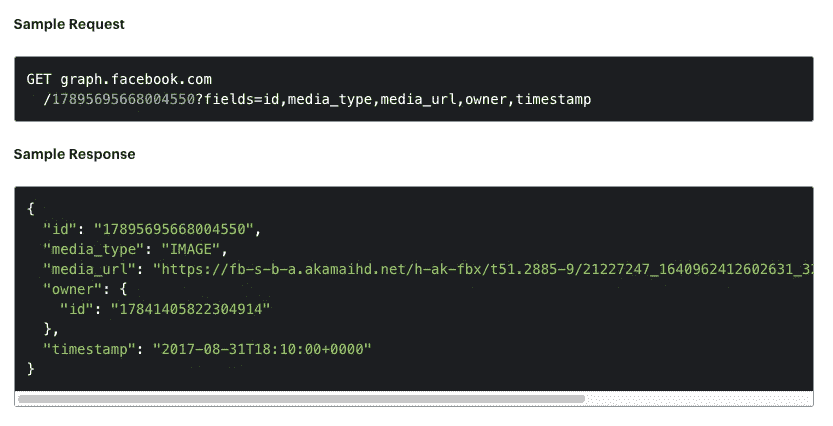 Sample Request
GET graph.facebook.com
/17895695668004550?fields=id,media_type,media_url,owner,timestamp
Sample Response
{
"id": "17895695668004550",
"media_type": "IMAGE",
"media_url": "https://fb-s-b-a.akamaihd.net/h-ak-fbx/t51.2885-9/21227247_1640962412602631_3
"owner": {
"id": "17841405822304914"
},
"timestamp": "2017-08-31T18:10:00+0000"
}